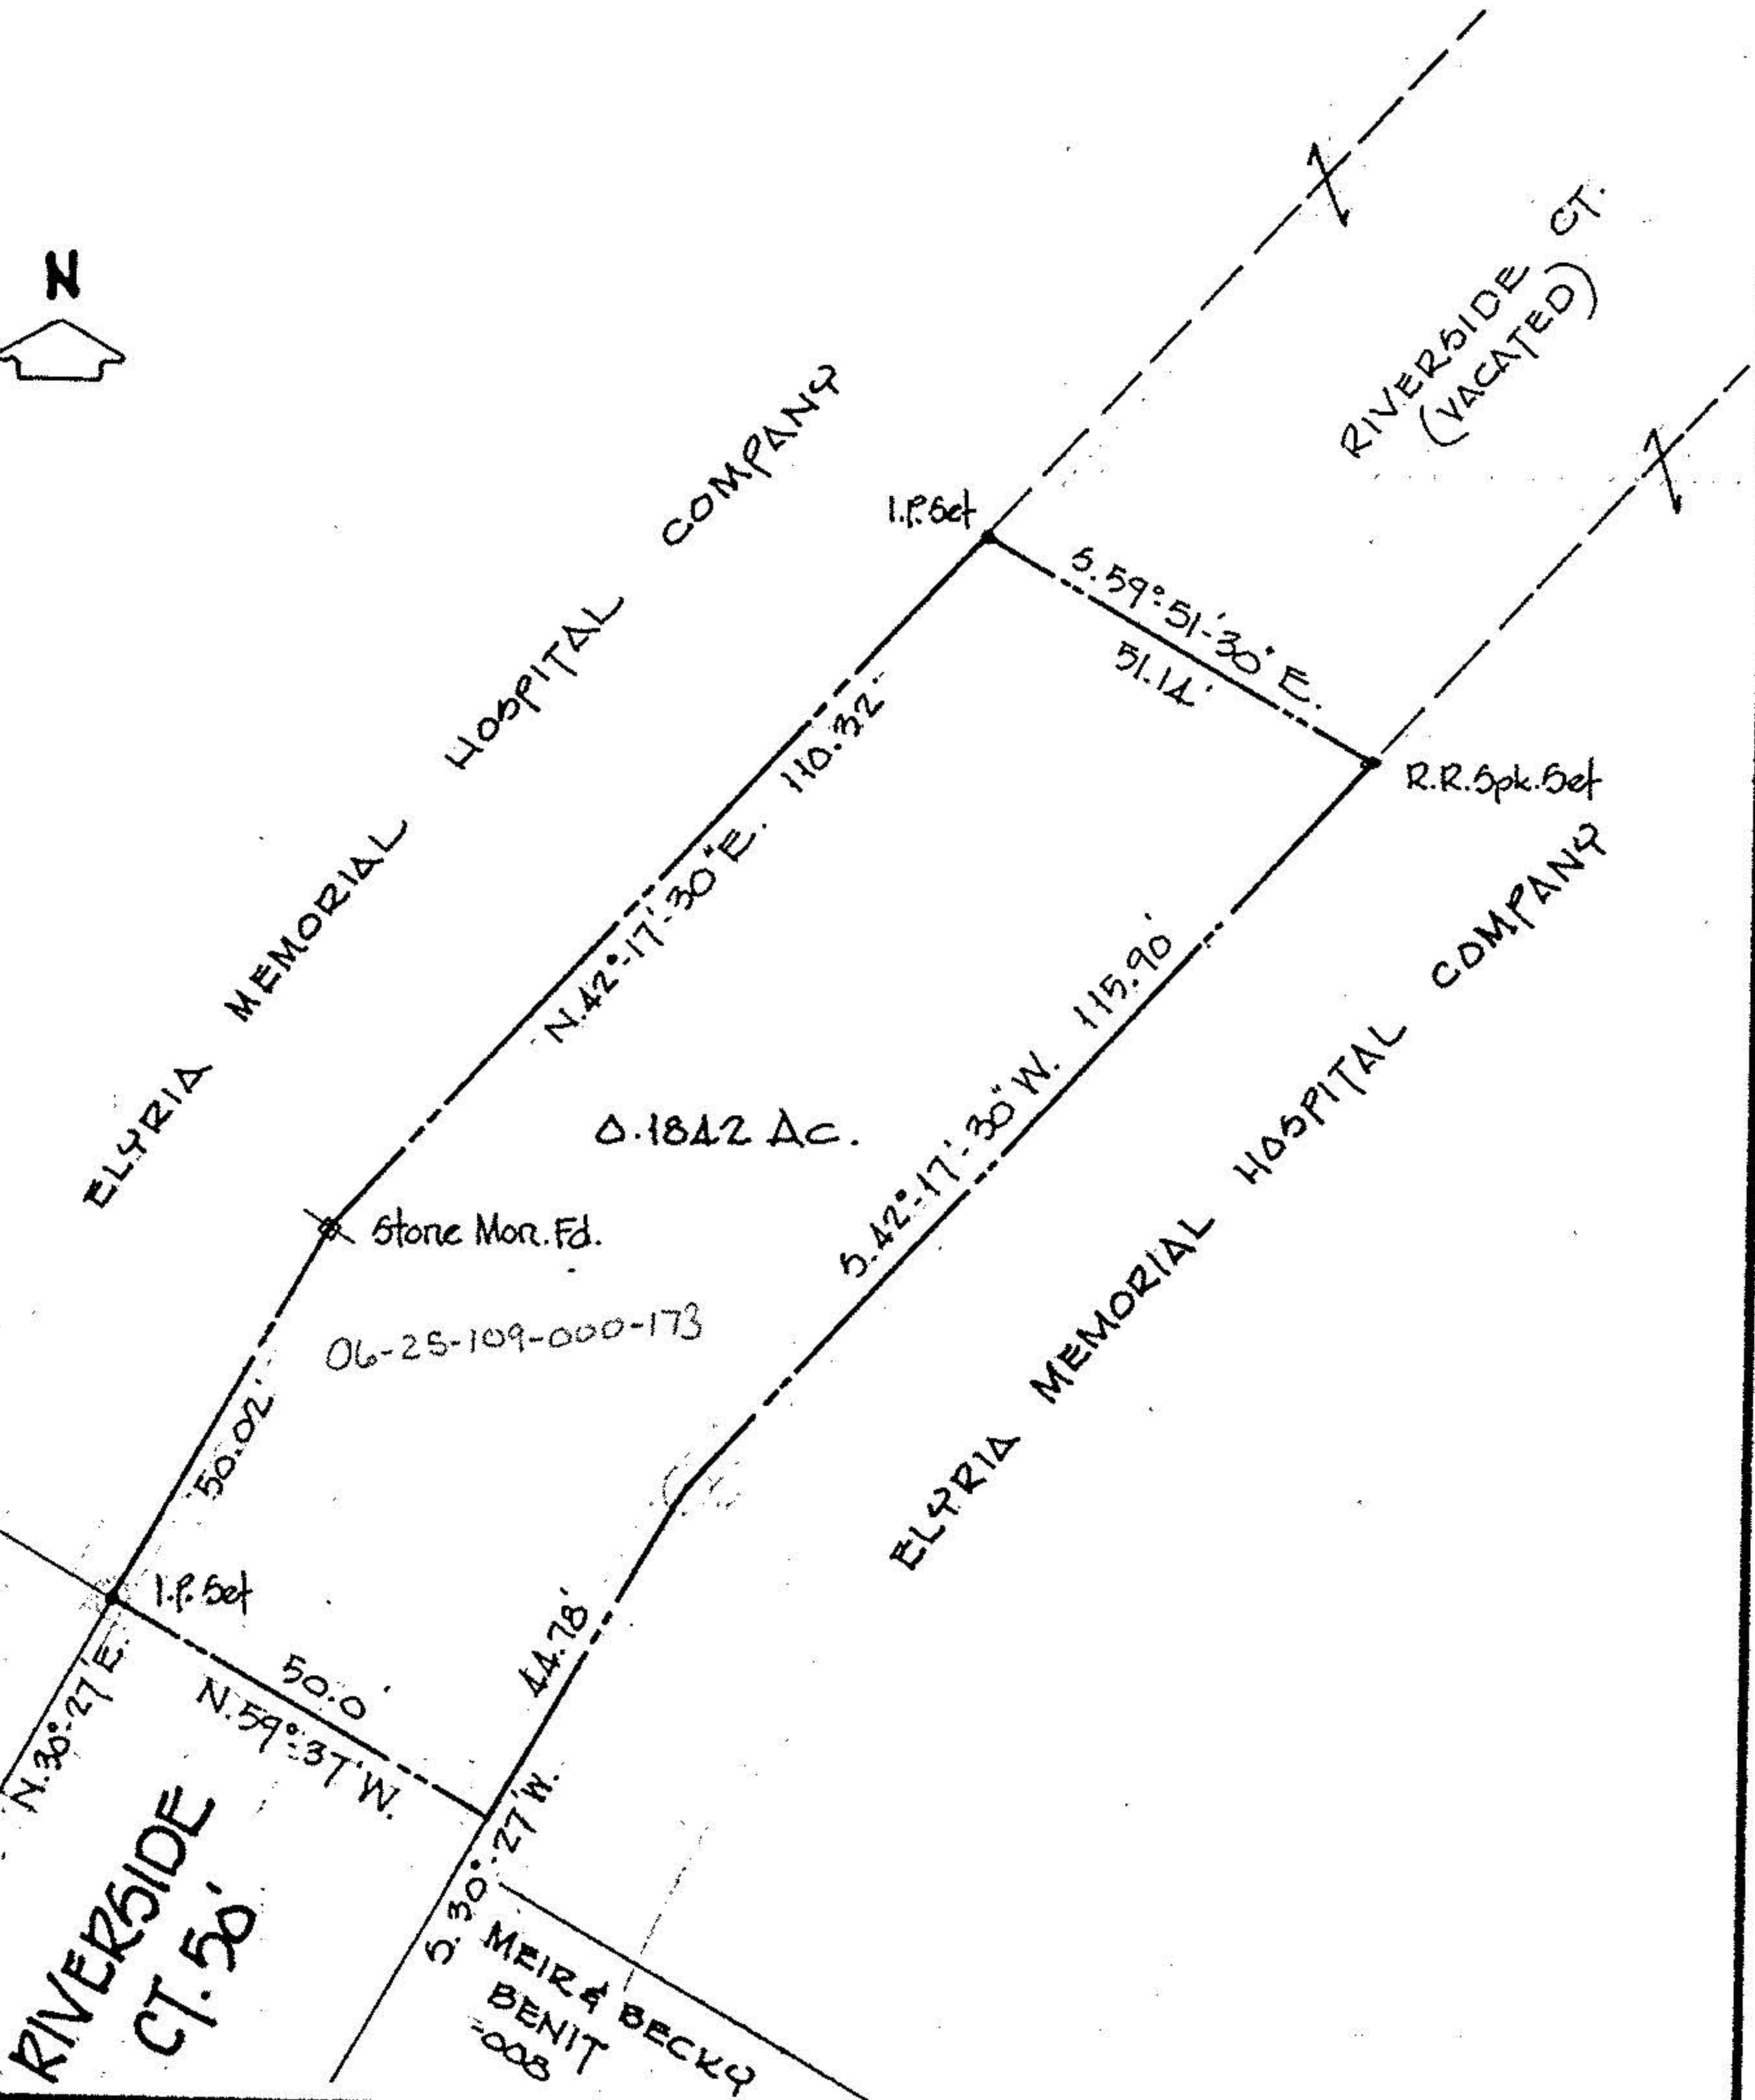 N
RIVERSIDE CT.
(VACATED)
ELYRIA MEMORIAL HOSPITAL COMPANY
I.P. Set
S.59°-51'-30" E.
51.14'
R.R. Spk. Set
N.42°-17'-30"E. 110.32'
S.42°-17'-30"W. 115.90'
0.1842 Ac.
Stone Mon. Fd.
06-25-109-000-173
ELYRIA MEMORIAL HOSPITAL COMPANY
50.02'
I.P. Set
N.30°-27'E.
50.0'
N.59°-37'W.
44.78'
S.30°-27'W.
RIVERSIDE
CT. 50'
MEIR & BECKY
BENIT
-008